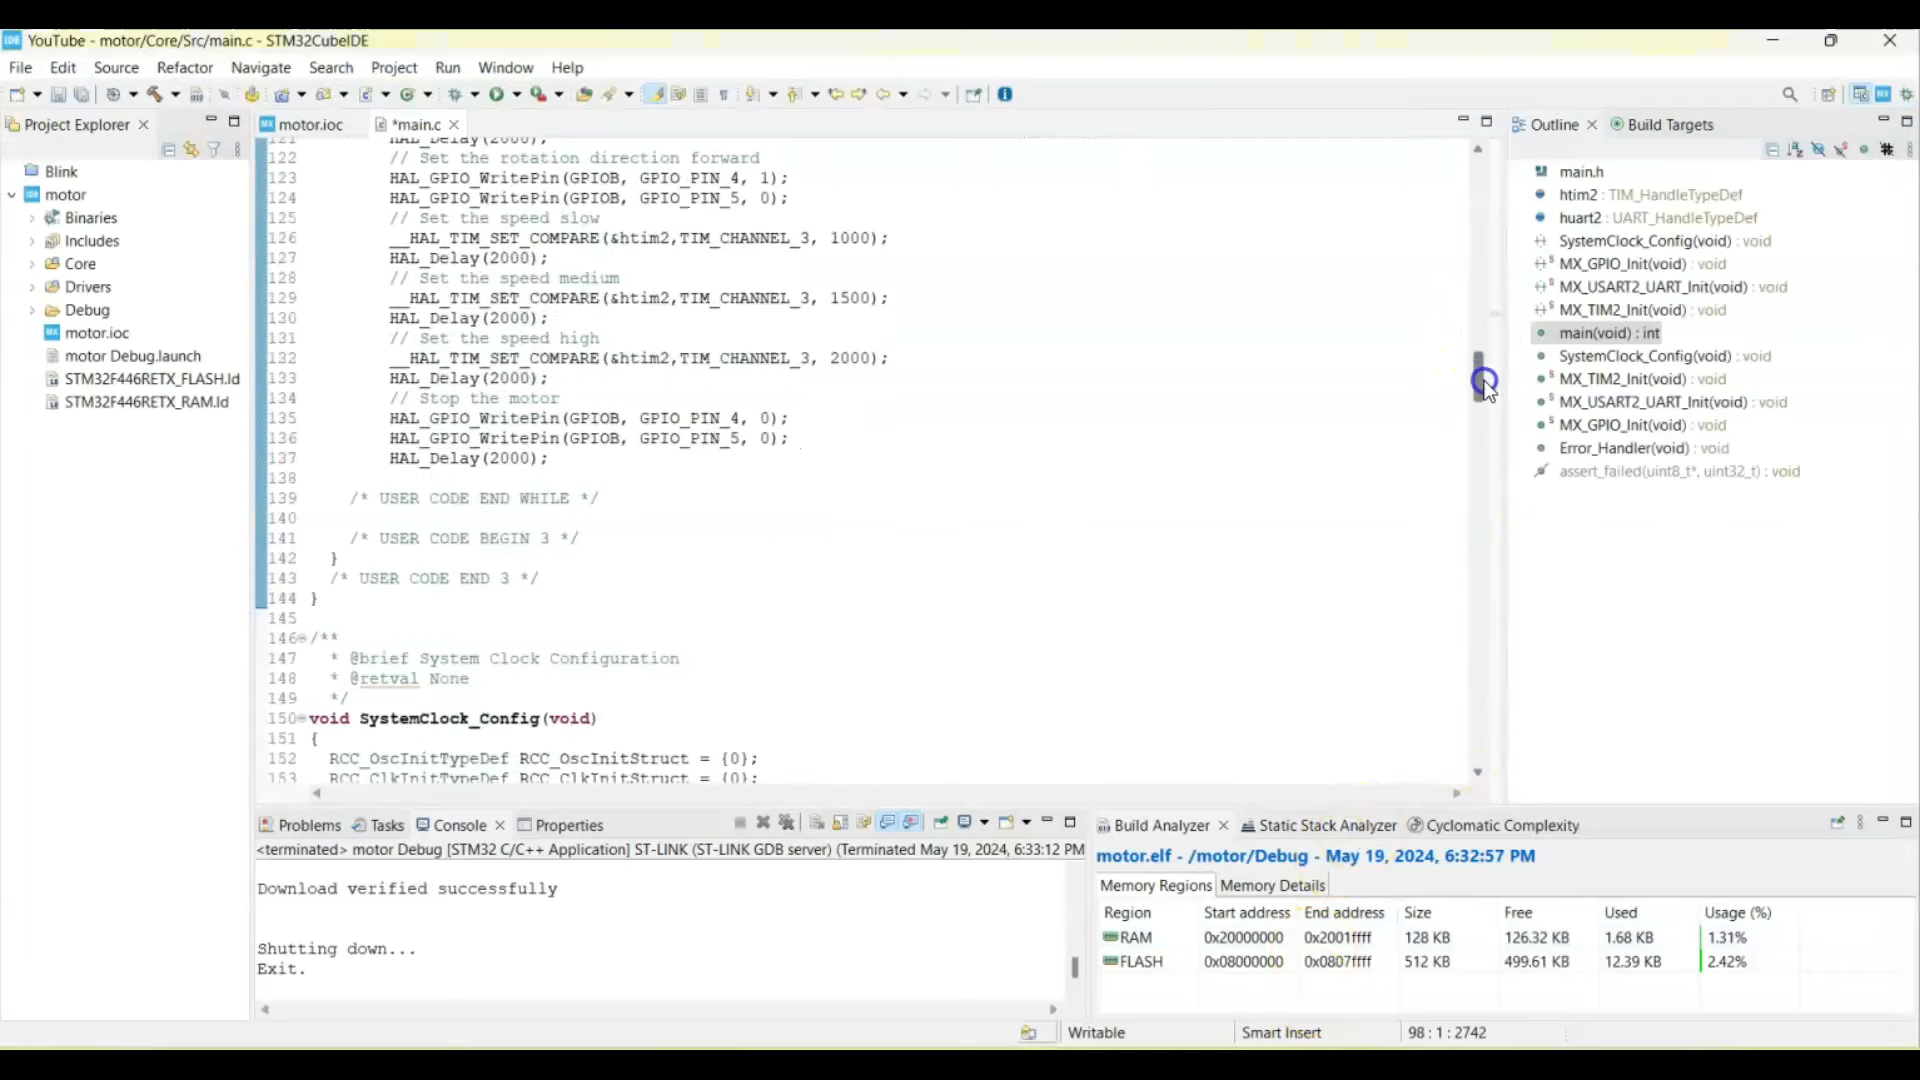 YouTube - motor/Core/Src/main.c - STM32CubeIDE
File Edit Source Refactor Navigate Search Project Run Window Help
Project Explorer
motor.ioc
*main.c
Outline
Build Targets
Blink
motor
Binaries
Includes
Core
Drivers
Debug
motor.ioc
motor Debug.launch
STM32F446RETX_FLASH.ld
STM32F446RETX_RAM.ld
121 HAL_Delay(2000);
122 // Set the rotation direction forward
123 HAL_GPIO_WritePin(GPIOB, GPIO_PIN_4, 1);
124 HAL_GPIO_WritePin(GPIOB, GPIO_PIN_5, 0);
125 // Set the speed slow
126 __HAL_TIM_SET_COMPARE(&htim2,TIM_CHANNEL_3, 1000);
127 HAL_Delay(2000);
128 // Set the speed medium
129 __HAL_TIM_SET_COMPARE(&htim2,TIM_CHANNEL_3, 1500);
130 HAL_Delay(2000);
131 // Set the speed high
132 __HAL_TIM_SET_COMPARE(&htim2,TIM_CHANNEL_3, 2000);
133 HAL_Delay(2000);
134 // Stop the motor
135 HAL_GPIO_WritePin(GPIOB, GPIO_PIN_4, 0);
136 HAL_GPIO_WritePin(GPIOB, GPIO_PIN_5, 0);
137 HAL_Delay(2000);
138
139 /* USER CODE END WHILE */
140
141 /* USER CODE BEGIN 3 */
142 }
143 /* USER CODE END 3 */
144 }
145
146 /**
147 * @brief System Clock Configuration
148 * @retval None
149 */
150 void SystemClock_Config(void)
151 {
152 RCC_OscInitTypeDef RCC_OscInitStruct = {0};
153 RCC_ClkInitTypeDef RCC_ClkInitStruct = {0};
main.h
htim2 : TIM_HandleTypeDef
huart2 : UART_HandleTypeDef
SystemClock_Config(void) : void
MX_GPIO_Init(void) : void
MX_USART2_UART_Init(void) : void
MX_TIM2_Init(void) : void
main(void) : int
SystemClock_Config(void) : void
MX_TIM2_Init(void) : void
MX_USART2_UART_Init(void) : void
MX_GPIO_Init(void) : void
Error_Handler(void) : void
assert_failed(uint8_t*, uint32_t) : void
Problems Tasks Console Properties
<terminated> motor Debug [STM32 C/C++ Application] ST-LINK (ST-LINK GDB server) (Terminated May 19, 2024, 6:33:12 PM
Download verified successfully
Shutting down...
Exit.
Build Analyzer Static Stack Analyzer Cyclomatic Complexity
motor.elf - /motor/Debug - May 19, 2024, 6:32:57 PM
Memory Regions Memory Details
Region Start address End address Size Free Used Usage (%)
RAM 0x20000000 0x2001ffff 128 KB 126.32 KB 1.68 KB 1.31%
FLASH 0x08000000 0x0807ffff 512 KB 499.61 KB 12.39 KB 2.42%
Writable Smart Insert 98 : 1 : 2742